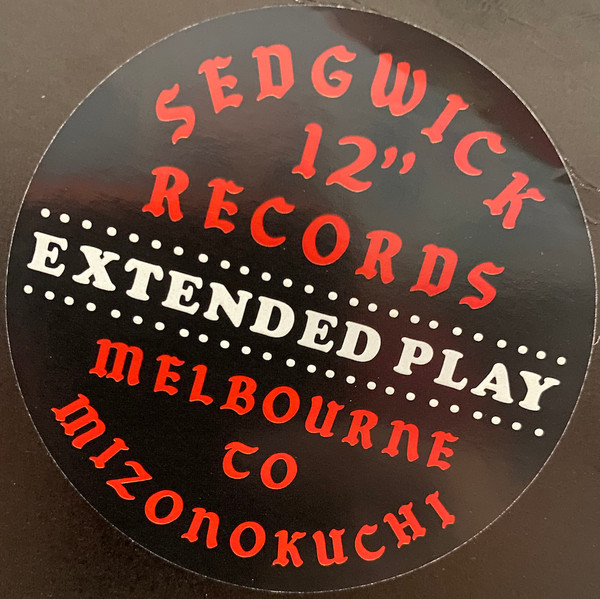 SEDGWICK
12”
RECORDS
EXTENDED PLAY
MELBOURNE
TO
MIZONOKUCHI